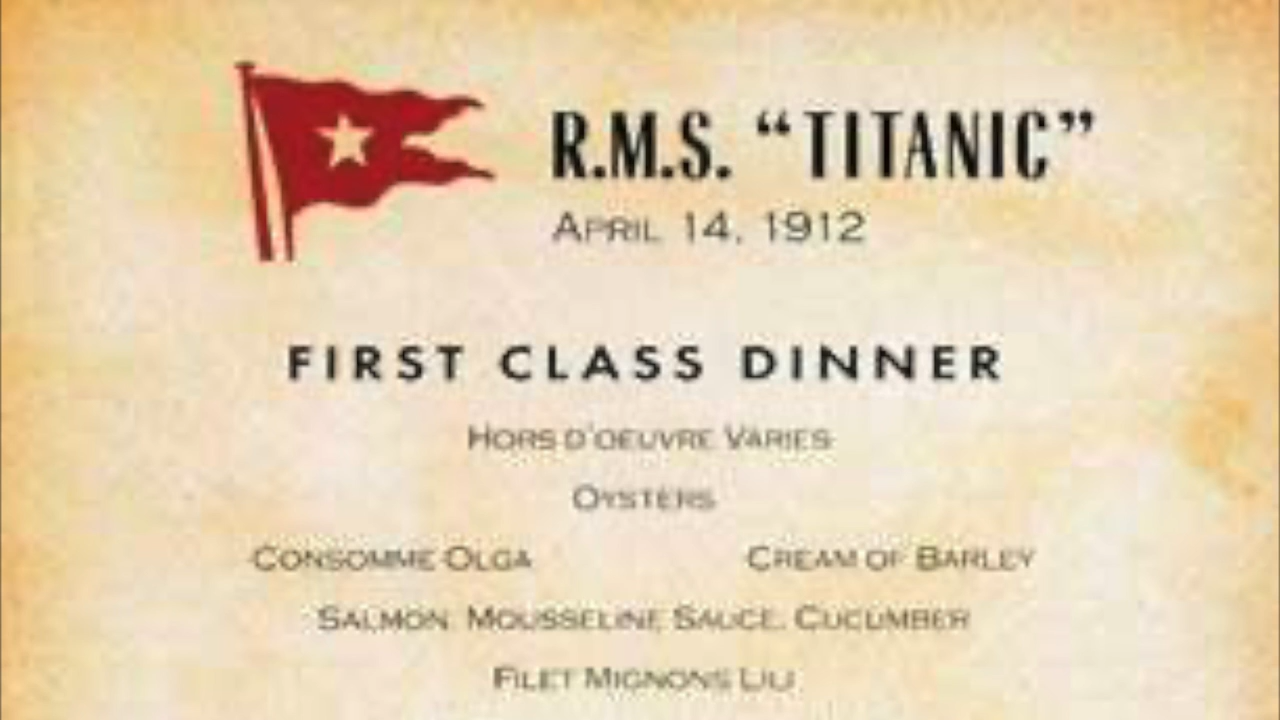 R.M.S. “TITANIC”
APRIL 14, 1912
FIRST CLASS DINNER
HORS D'OEUVRE VARIES
OYSTERS
CONSOMME OLGA CREAM OF BARLEY
SALMON, MOUSSELINE SAUCE, CUCUMBER
FILET MIGNONS LILI